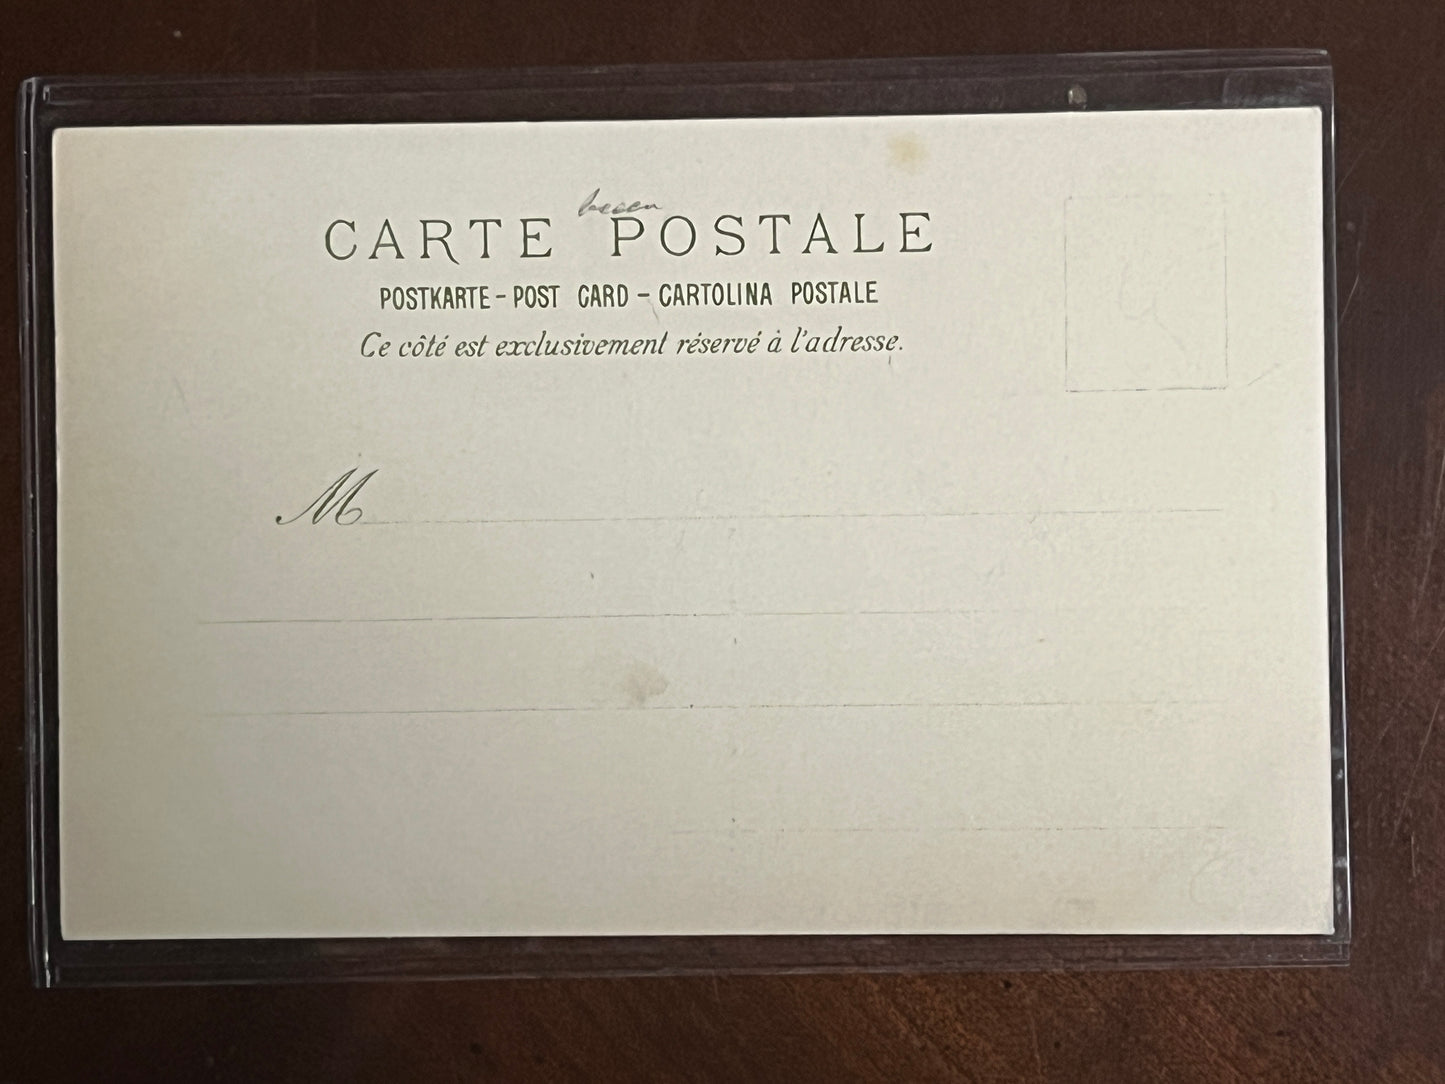 CARTE POSTALE
POSTKARTE - POST CARD - CARTOLINA POSTALE
Ce côté est exclusivement réservé à l'adresse.
M